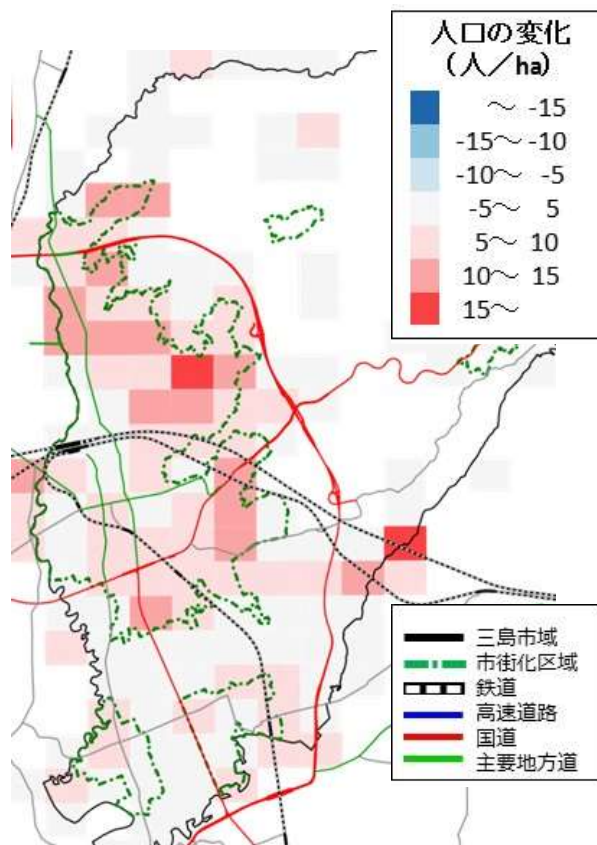 人口の変化
（人／ha）
～ -15
-15～ -10
-10～ -5
-5～ 5
5～ 10
10～ 15
15～
三島市域
市街化区域
鉄道
高速道路
国道
主要地方道